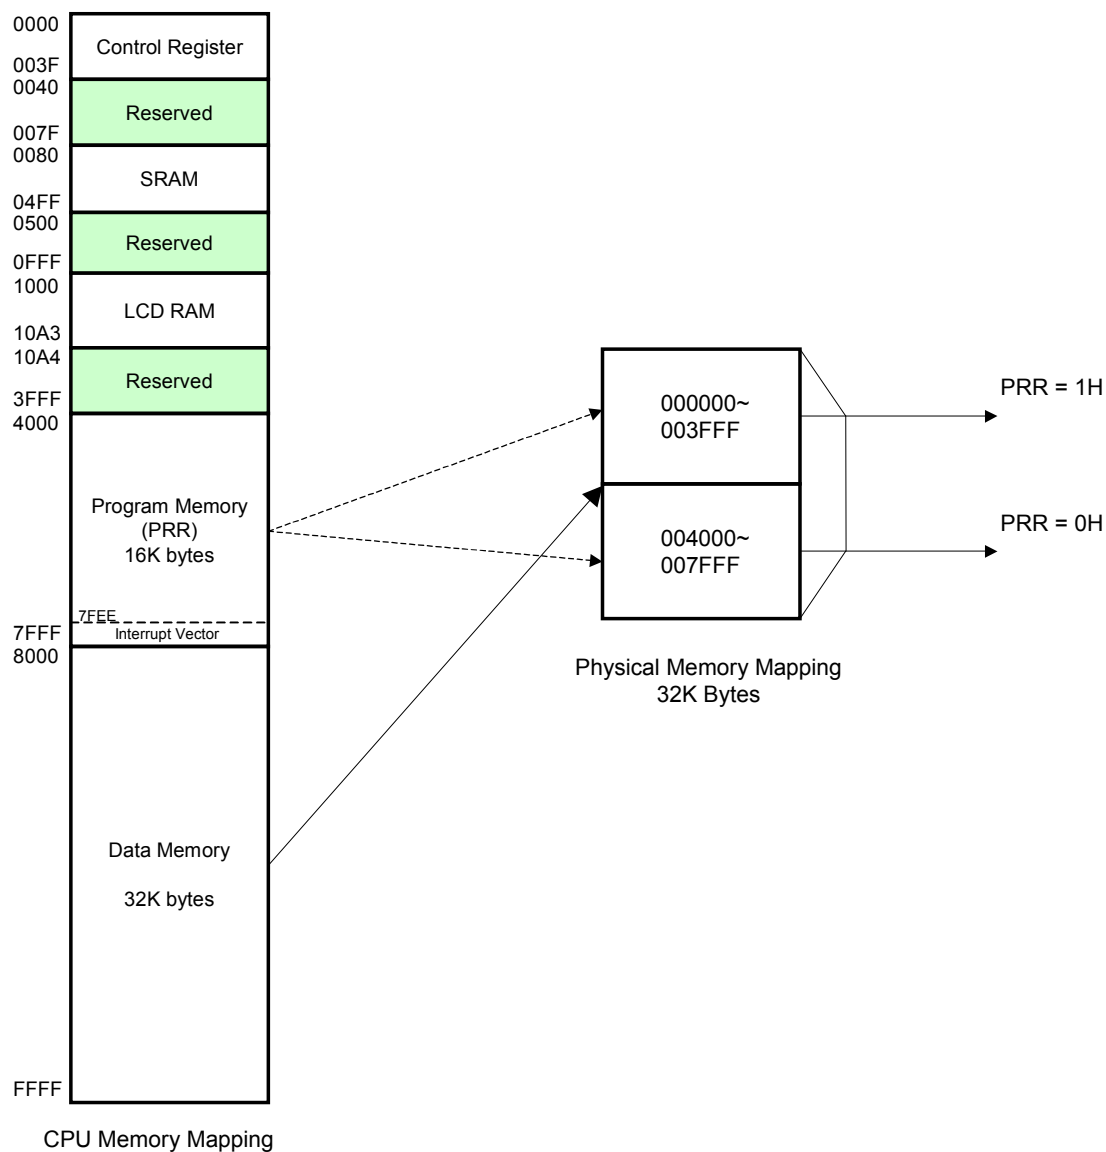 0000
Control Register
003F
0040
Reserved
007F
0080
SRAM
04FF
0500
Reserved
0FFF
1000
LCD RAM
10A3
10A4
Reserved
3FFF
4000
Program Memory
(PRR)
16K bytes
7FEE
Interrupt Vector
7FFF
8000
Data Memory
32K bytes
FFFF
CPU Memory Mapping
000000~
003FFF
004000~
007FFF
Physical Memory Mapping
32K Bytes
PRR = 1H
PRR = 0H